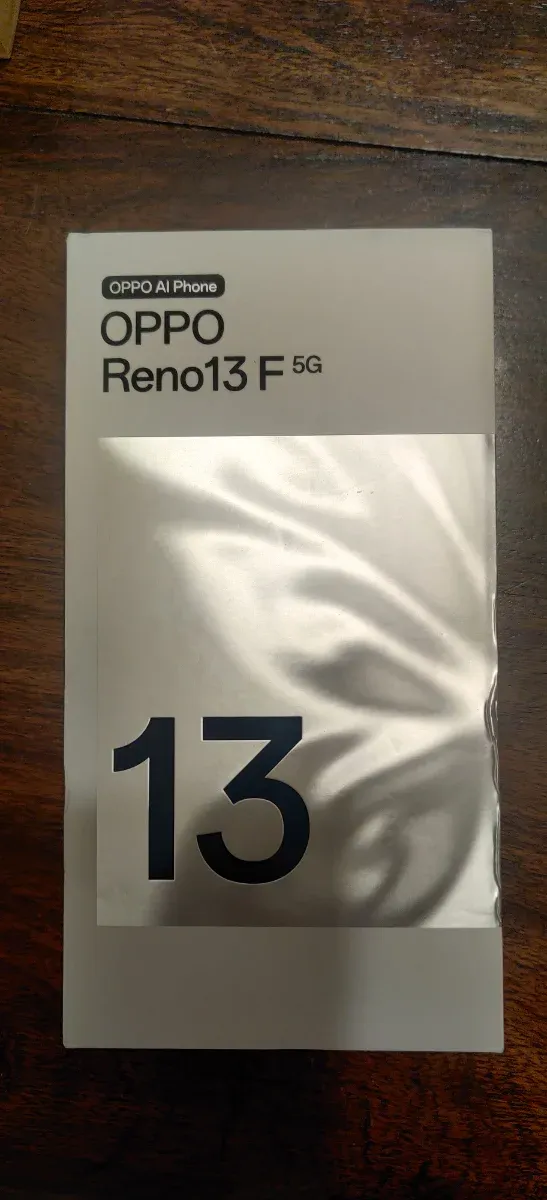 OPPO AI Phone
OPPO
Reno13 F 5G
13